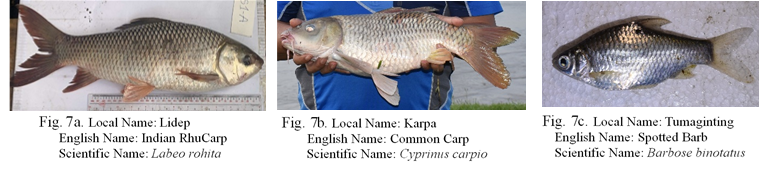 S1A
Fig. 7a. Local Name: Lidep
English Name: Indian RhuCarp
Scientific Name: Labeo rohita
Fig. 7b. Local Name: Karpa
English Name: Common Carp
Scientific Name: Cyprinus carpio
Fig. 7c. Local Name: Tumaginting
English Name: Spotted Barb
Scientific Name: Barbose binotatus